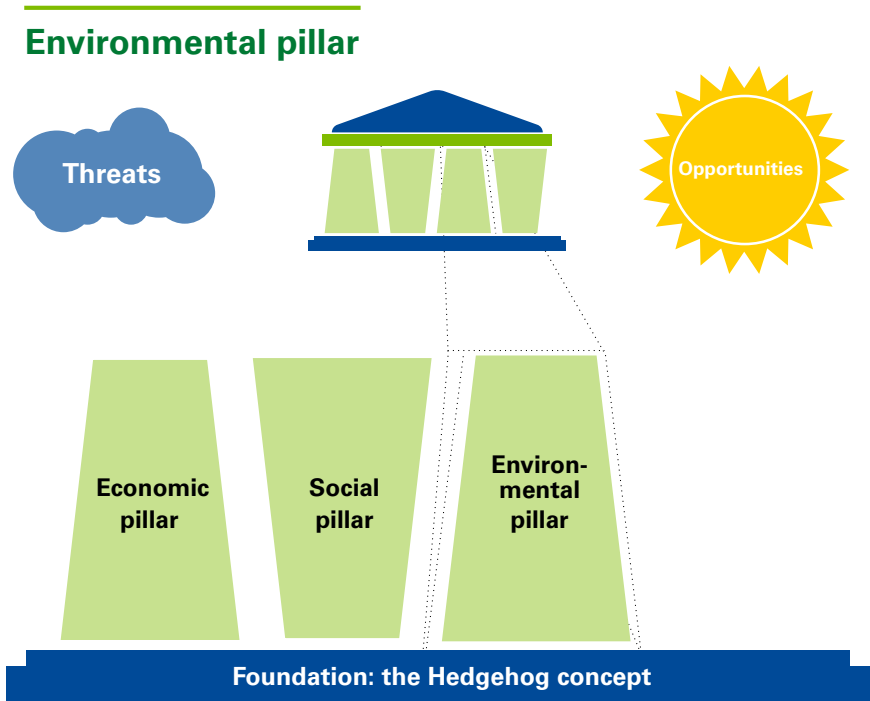 Environmental pillar
Threats
Opportunities
Economic
pillar
Social
pillar
Environ-
mental
pillar
Foundation: the Hedgehog concept